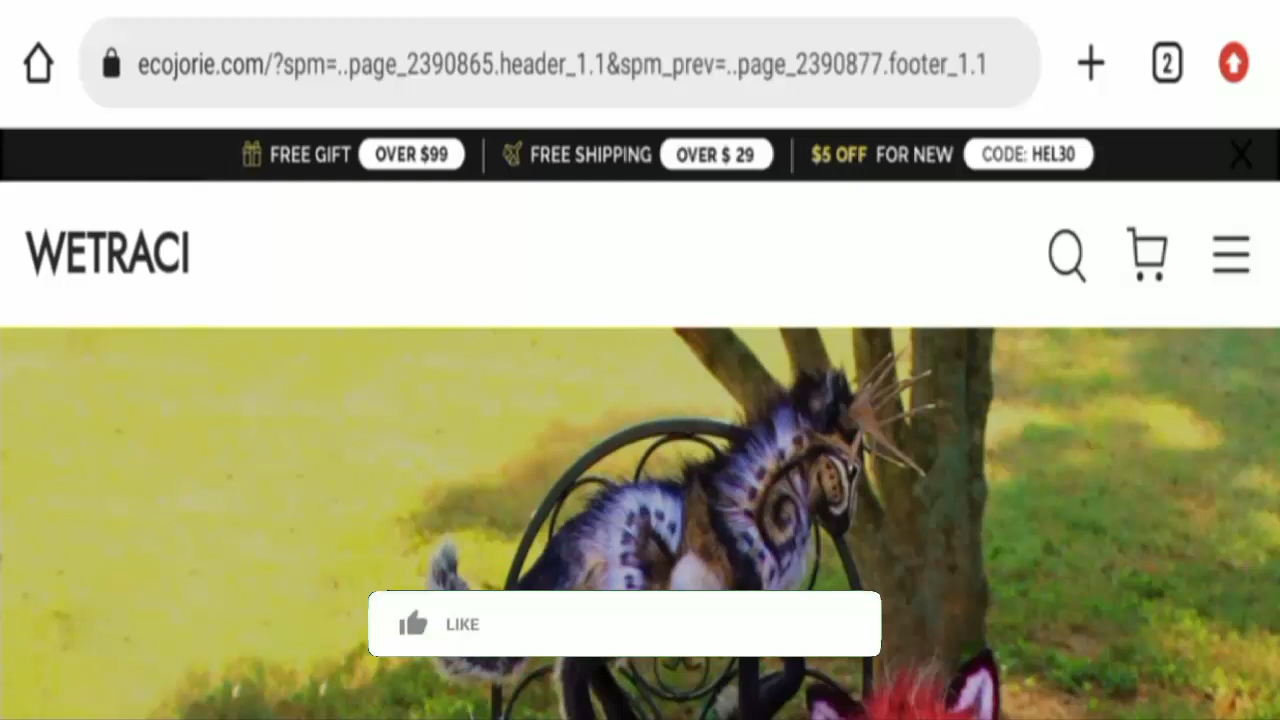 ecojorie.com/?spm=..page_2390865.header_1.1&spm_prev=..page_2390877.footer_1.1
2
FREE GIFT OVER $99 FREE SHIPPING OVER $ 29 $5 OFF FOR NEW CODE: HEL30
WETRACI
LIKE